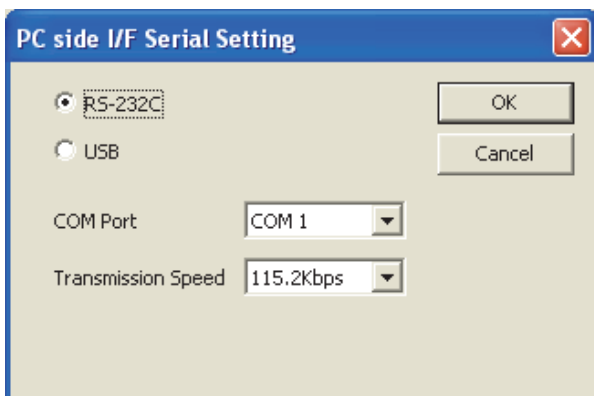 PC side I/F Serial Setting
RS-232C
OK
USB
Cancel
COM Port
COM 1
Transmission Speed
115.2Kbps